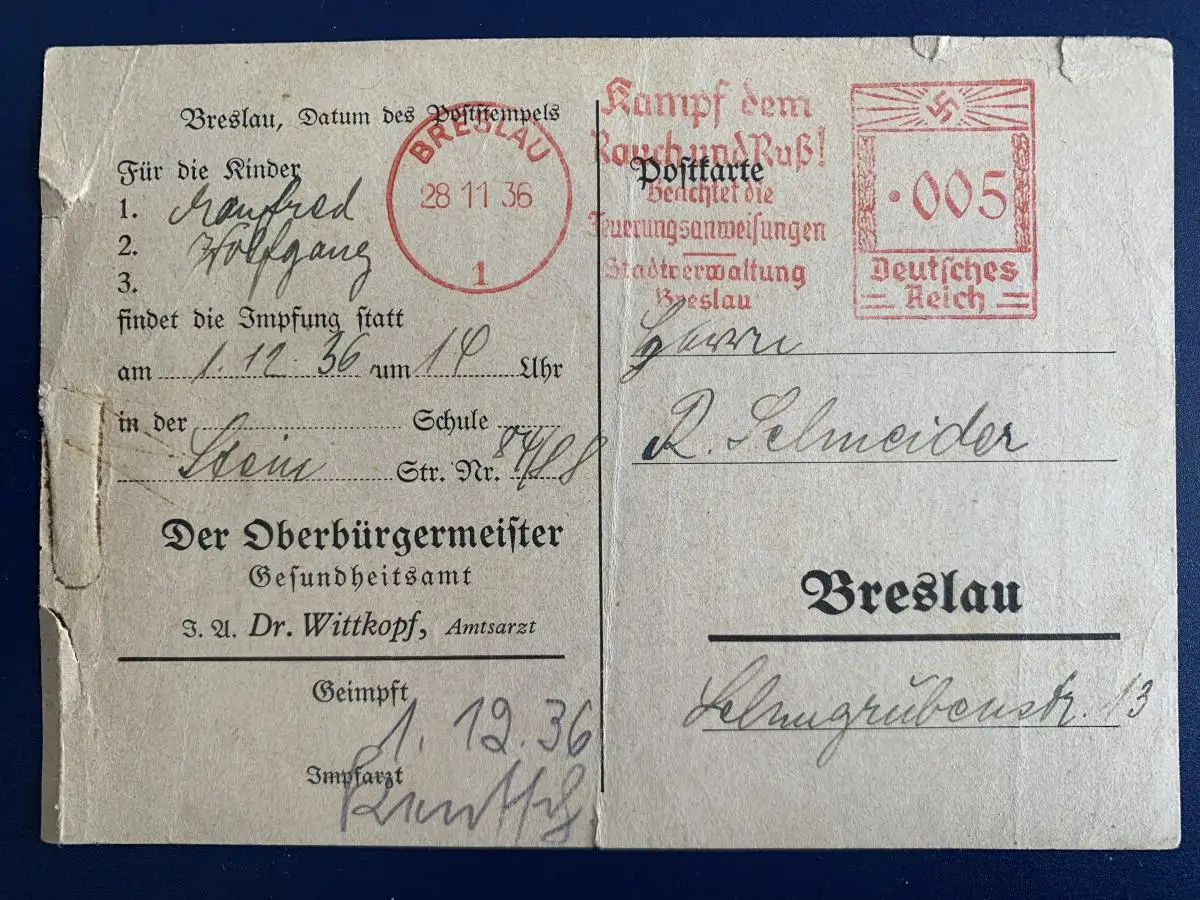 Breslau, Datum des Poststempels
Für die Kinder
1. Manfred
2. Wolfgang
3.
findet die Impfung statt
am 1. 12. 36 um 14 Uhr
in der Schule
Stein Str. Nr.
Der Oberbürgermeister
Gesundheitsamt
J. A. Dr. Wittkopf, Amtsarzt
Geimpft
1. 12. 36
Impfarzt
BRESLAU
28 11 36
1
Kampf dem
Rauch und Ruß!
Beachtet die
Feuerungsanweisungen
Stadtverwaltung
Breslau
005
Deutsches
Reich
Postkarte
Herrn
R. Schneider
Breslau
Lehmgrübenstr. 13